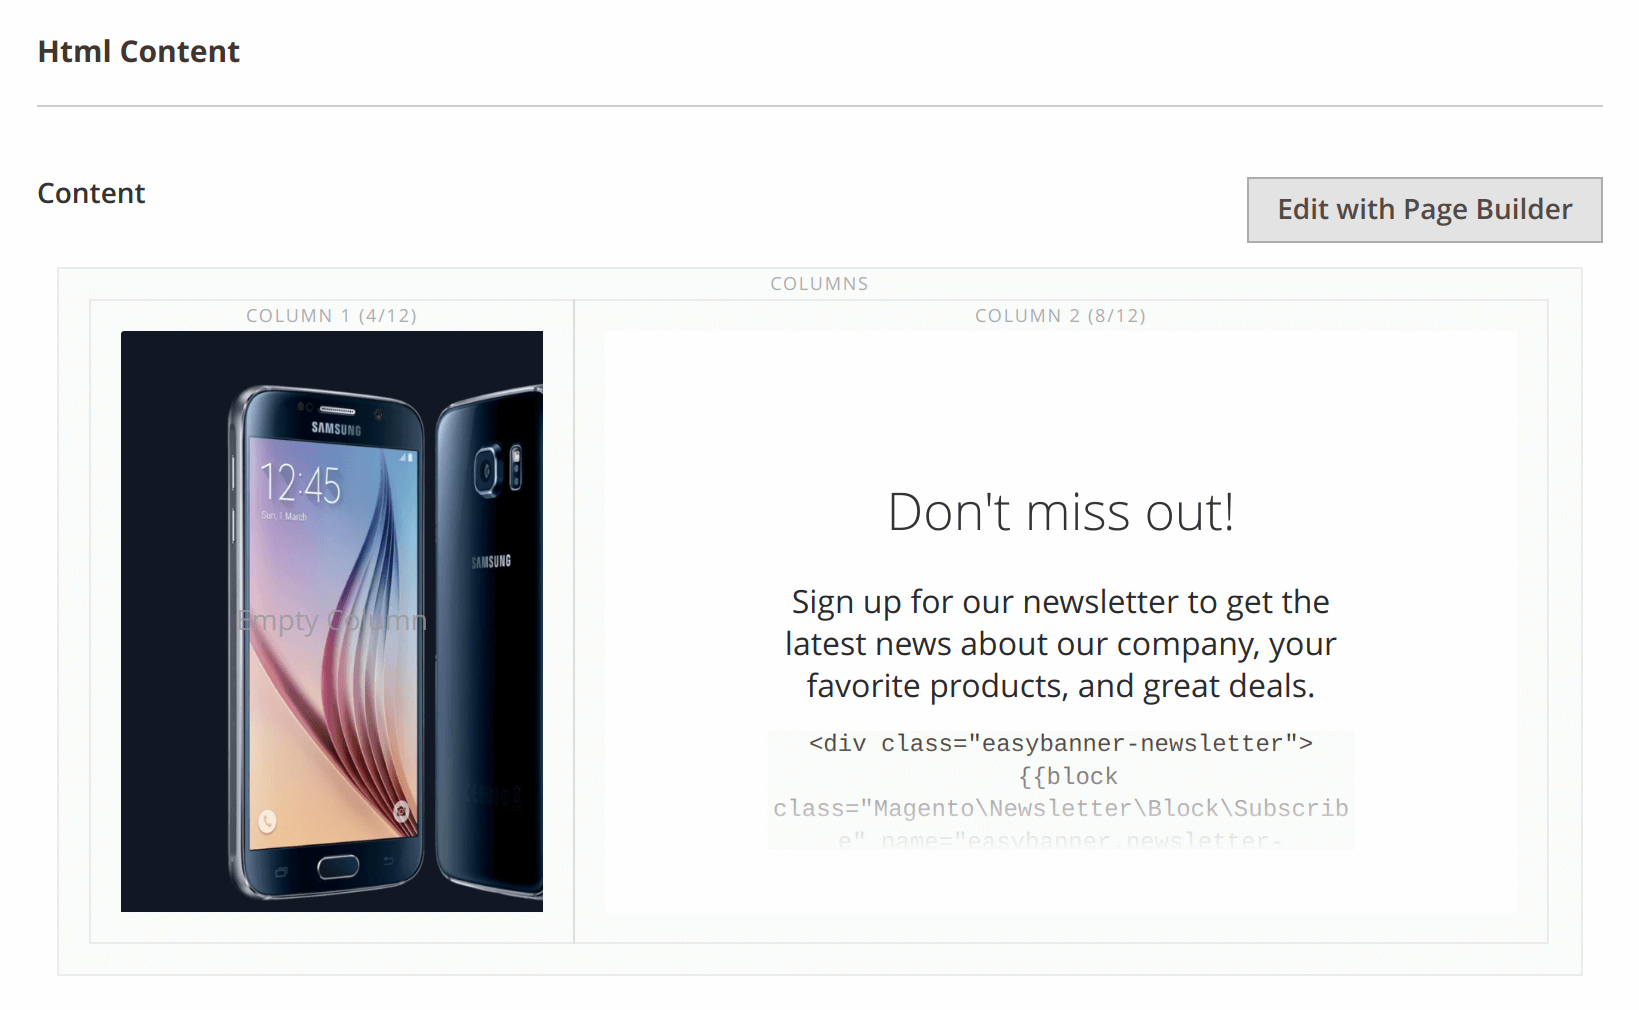 Html Content
Content
Edit with Page Builder
COLUMNS
COLUMN 1 (4/12)
COLUMN 2 (8/12)
SAMSUNG
12:45
Sun, 1 March
SAMSUNG
Empty Column
Don't miss out!
Sign up for our newsletter to get the
latest news about our company, your
favorite products, and great deals.
<div class="easybanner-newsletter">
{{block
class="Magento\Newsletter\Block\Subscrib
e" name="easybanner.newsletter-